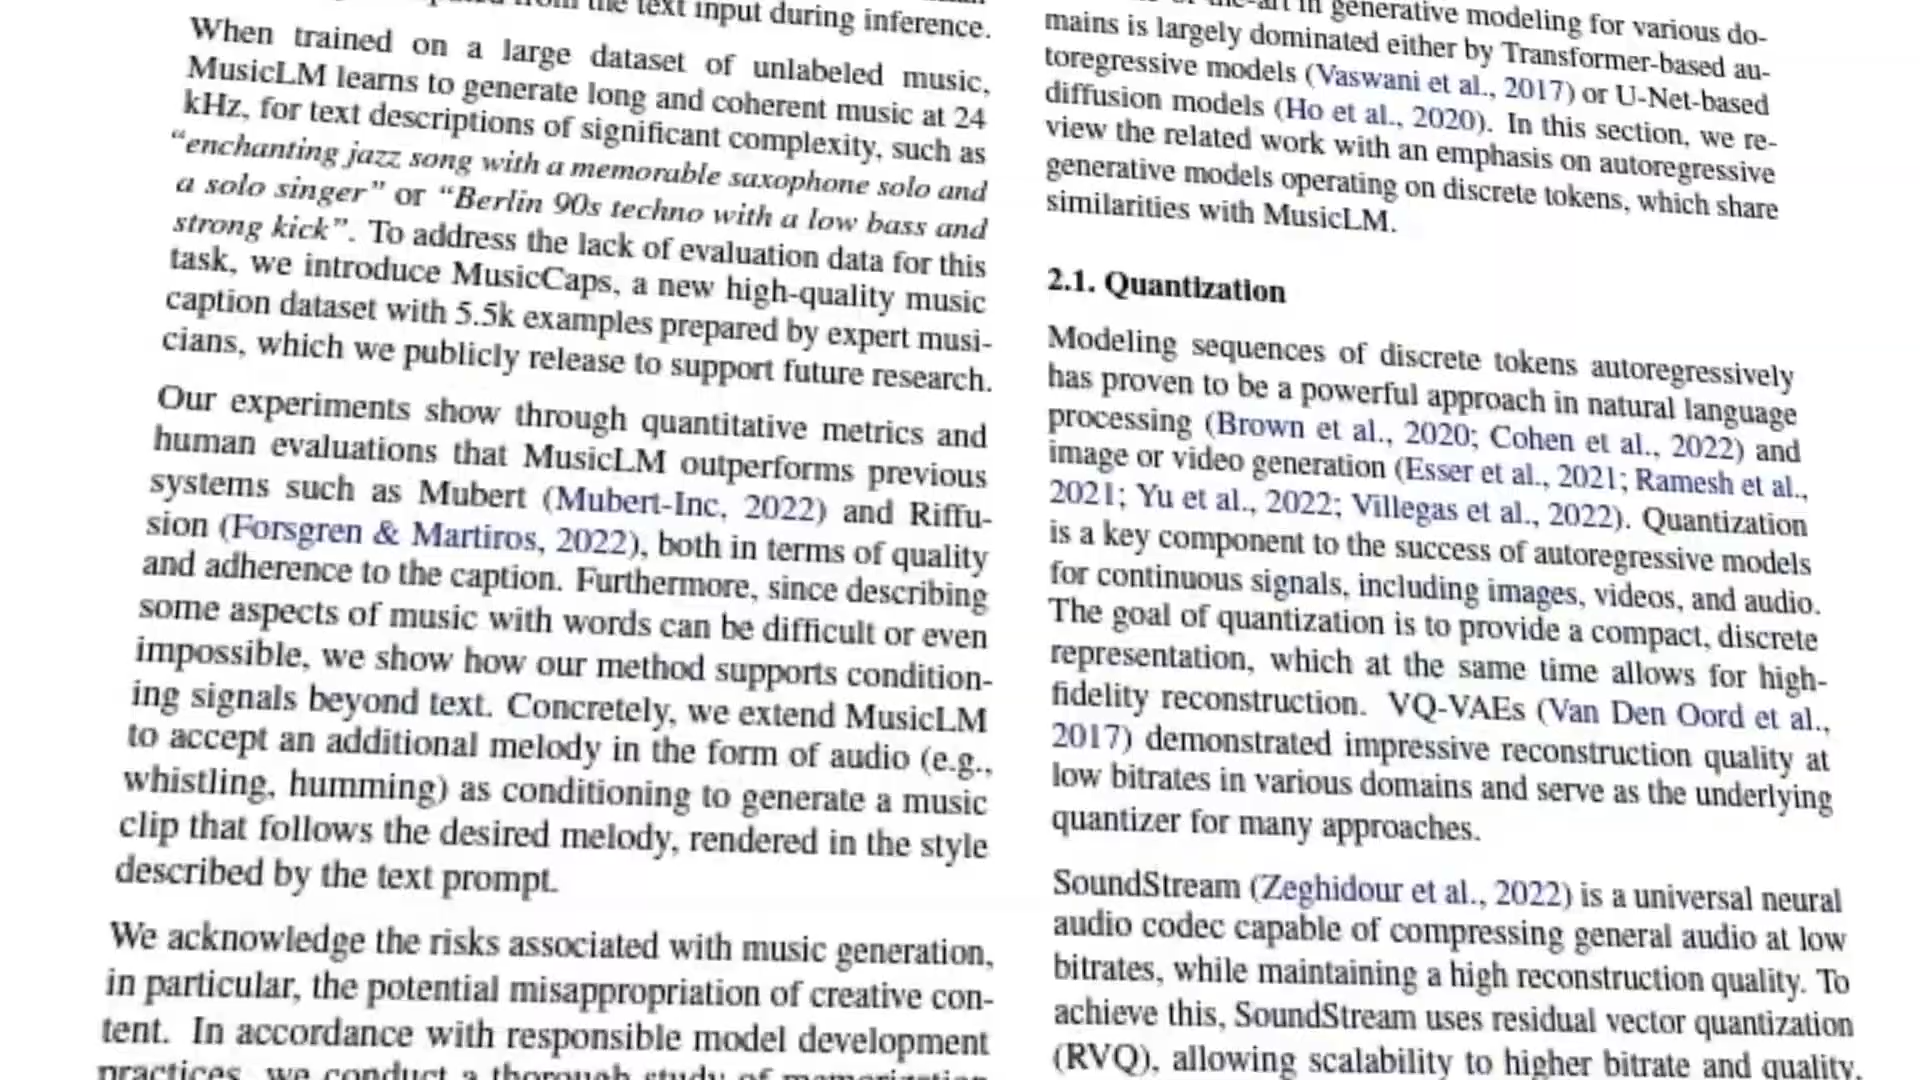 the text input during inference.
When trained on a large dataset of unlabeled music,
MusicLM learns to generate long and coherent music at 24
kHz, for text descriptions of significant complexity, such as
“enchanting jazz song with a memorable saxophone solo and
a solo singer” or “Berlin 90s techno with a low bass and
strong kick”. To address the lack of evaluation data for this
task, we introduce MusicCaps, a new high-quality music
caption dataset with 5.5k examples prepared by expert musi-
cians, which we publicly release to support future research.
Our experiments show through quantitative metrics and
human evaluations that MusicLM outperforms previous
systems such as Mubert (Mubert-Inc, 2022) and Riffu-
sion (Forsgren & Martiros, 2022), both in terms of quality
and adherence to the caption. Furthermore, since describing
some aspects of music with words can be difficult or even
impossible, we show how our method supports condition-
ing signals beyond text. Concretely, we extend MusicLM
to accept an additional melody in the form of audio (e.g.,
whistling, humming) as conditioning to generate a music
clip that follows the desired melody, rendered in the style
described by the text prompt.
We acknowledge the risks associated with music generation,
in particular, the potential misappropriation of creative con-
tent. In accordance with responsible model development
practices, we conduct a thorough study of memorization
in generative modeling for various do-
mains is largely dominated either by Transformer-based au-
toregressive models (Vaswani et al., 2017) or U-Net-based
diffusion models (Ho et al., 2020). In this section, we re-
view the related work with an emphasis on autoregressive
generative models operating on discrete tokens, which share
similarities with MusicLM.
2.1. Quantization
Modeling sequences of discrete tokens autoregressively
has proven to be a powerful approach in natural language
processing (Brown et al., 2020; Cohen et al., 2022) and
image or video generation (Esser et al., 2021; Ramesh et al.,
2021; Yu et al., 2022; Villegas et al., 2022). Quantization
is a key component to the success of autoregressive models
for continuous signals, including images, videos, and audio.
The goal of quantization is to provide a compact, discrete
representation, which at the same time allows for high-
fidelity reconstruction. VQ-VAEs (Van Den Oord et al.,
2017) demonstrated impressive reconstruction quality at
low bitrates in various domains and serve as the underlying
quantizer for many approaches.
SoundStream (Zeghidour et al., 2022) is a universal neural
audio codec capable of compressing general audio at low
bitrates, while maintaining a high reconstruction quality. To
achieve this, SoundStream uses residual vector quantization
(RVQ), allowing scalability to higher bitrate and quality,